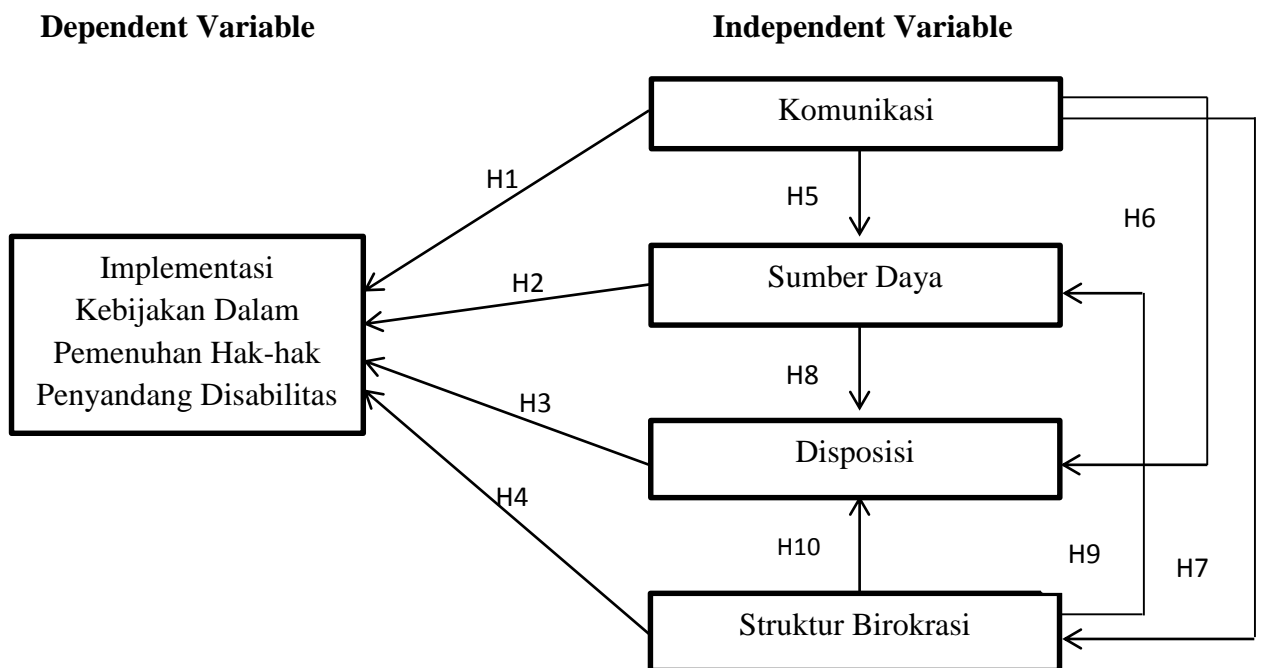 Dependent Variable
Independent Variable
Komunikasi
H1
H5
H6
Implementasi
Kebijakan Dalam
Pemenuhan Hak-hak
Penyandang Disabilitas
H2
Sumber Daya
H8
H3
Disposisi
H4
H10
H9
H7
Struktur Birokrasi